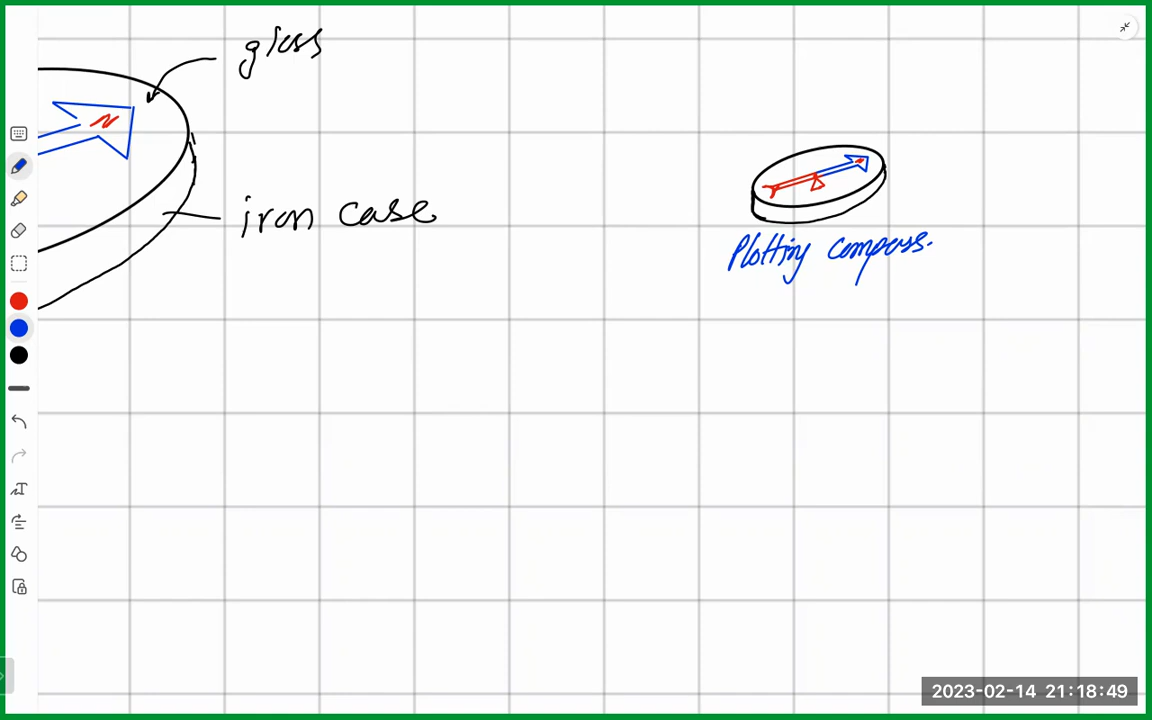 glass
N
iron case
Plotting compass.
2023-02-14 21:18:49